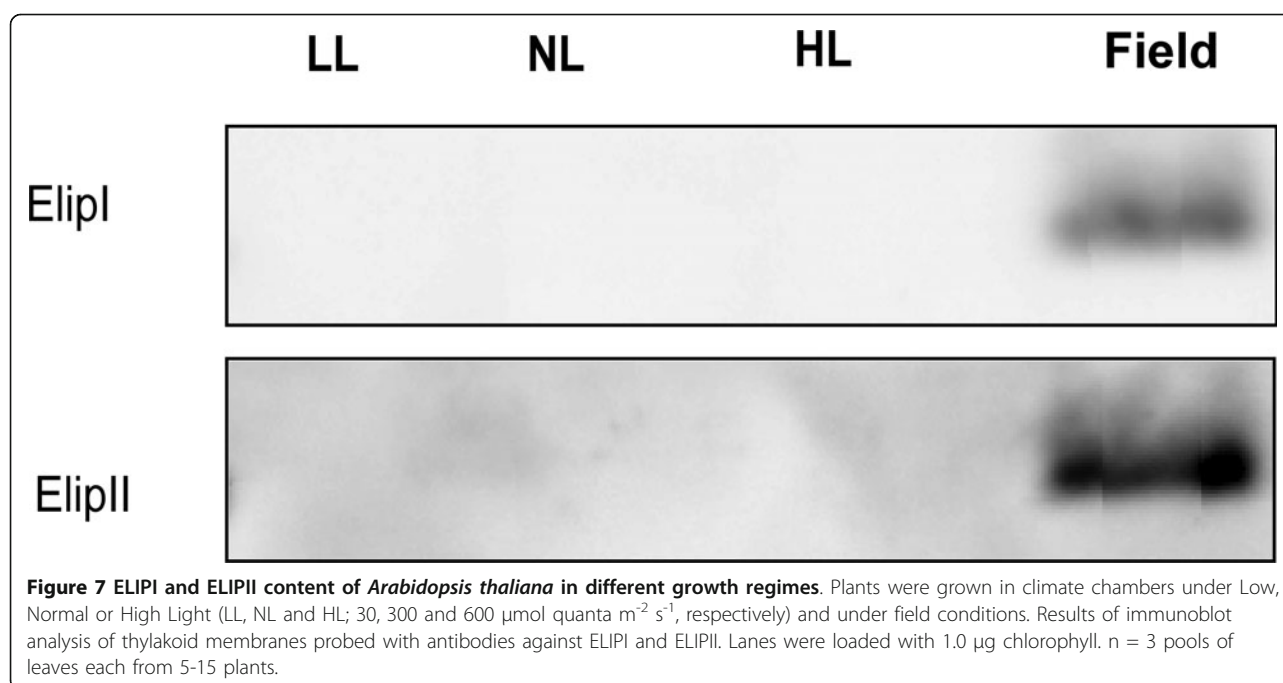 LL NL HL Field
ElipI
ElipII
Figure 7 ELIPI and ELIPII content of Arabidopsis thaliana in different growth regimes. Plants were grown in climate chambers under Low,
Normal or High Light (LL, NL and HL; 30, 300 and 600 μmol quanta m⁻² s⁻¹, respectively) and under field conditions. Results of immunoblot
analysis of thylakoid membranes probed with antibodies against ELIPI and ELIPII. Lanes were loaded with 1.0 μg chlorophyll. n = 3 pools of
leaves each from 5-15 plants.